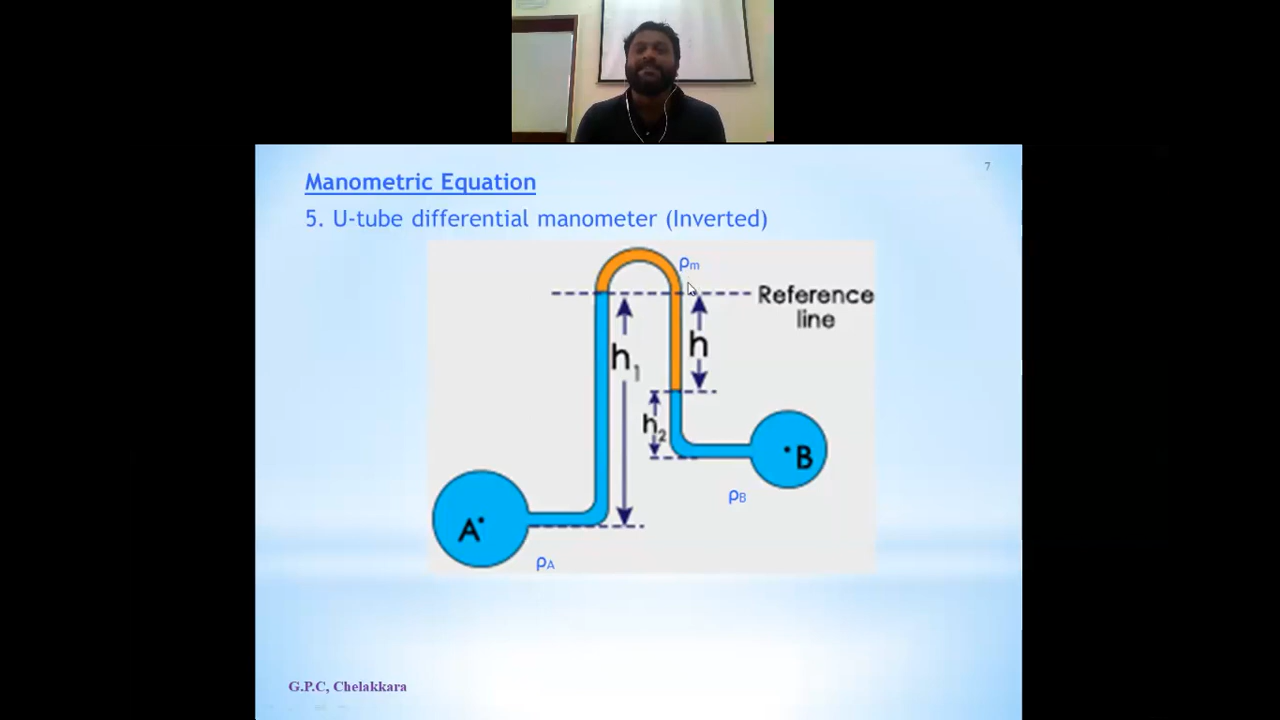 7
Manometric Equation
5. U-tube differential manometer (Inverted)
ρm
Reference
line
h1
h
h2
B
ρB
A
ρA
G.P.C, Chelakkara